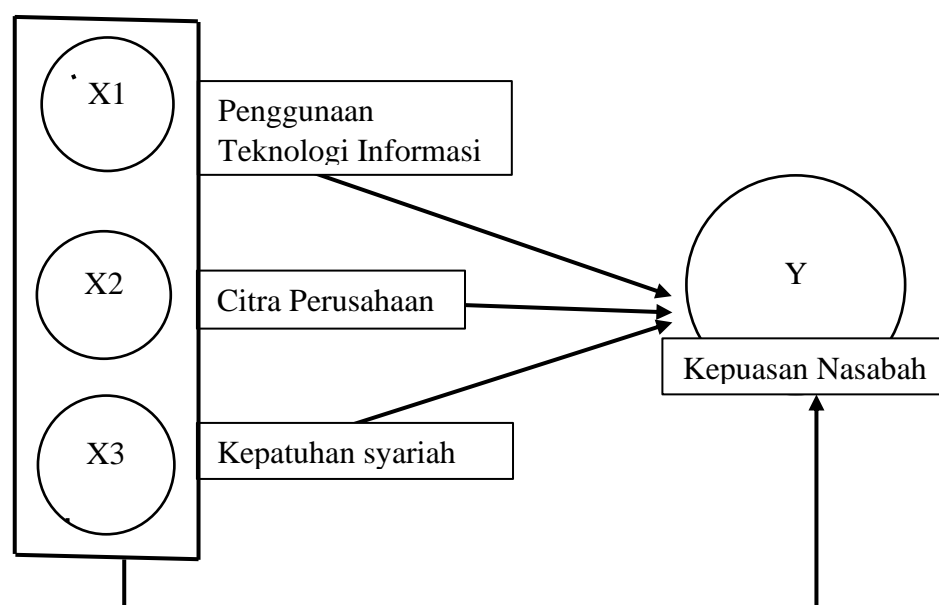 X1
Penggunaan
Teknologi Informasi
X2
Citra Perusahaan
Y
Kepuasan Nasabah
X3
Kepatuhan syariah